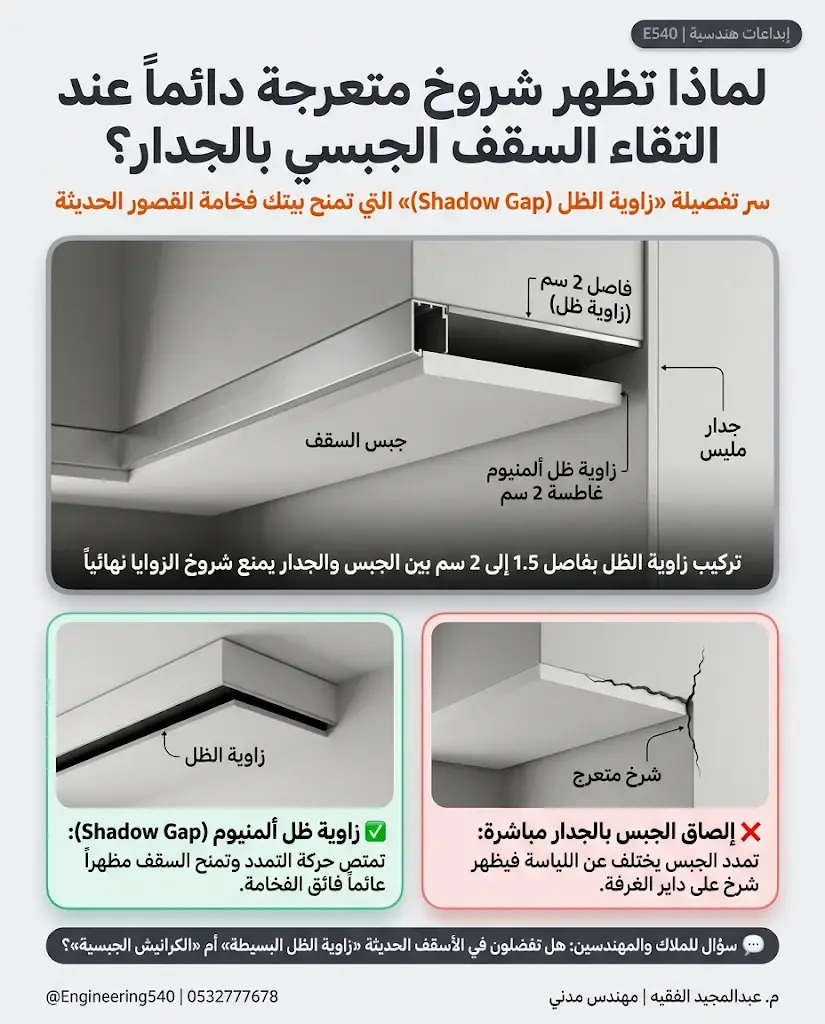 إبداعات هندسية | E540
لماذا تظهر شروخ متعرجة دائماً عند
التقاء السقف الجبسي بالجدار؟
سر تفصيلة «زاوية الظل (Shadow Gap)» التي تمنح بيتك فخامة القصور الحديثة
فاصل 2 سم
(زاوية ظل)
جدار
مليس
جبس السقف
زاوية ظل ألمنيوم
غاطسة 2 سم
تركيب زاوية الظل بفاصل 1.5 إلى 2 سم بين الجبس والجدار يمنع شروخ الزوايا نهائياً
شرخ متعرج
❌ إلصاق الجبس بالجدار مباشرة:
تمدد الجبس يختلف عن اللياسة فيظهر
شرخ على داير الغرفة.
زاوية الظل
✅ زاوية ظل ألمنيوم (Shadow Gap):
تمتص حركة التمدد وتمنح السقف مظهراً
عائماً فائق الفخامة.
💬 سؤال للملاك والمهندسين: هل تفضلون في الأسقف الحديثة «زاوية الظل البسيطة» أم «الكرانيش الجبسية»؟
م. عبدالمجيد الفقيه | مهندس مدني
@Engineering540 | 0532777678